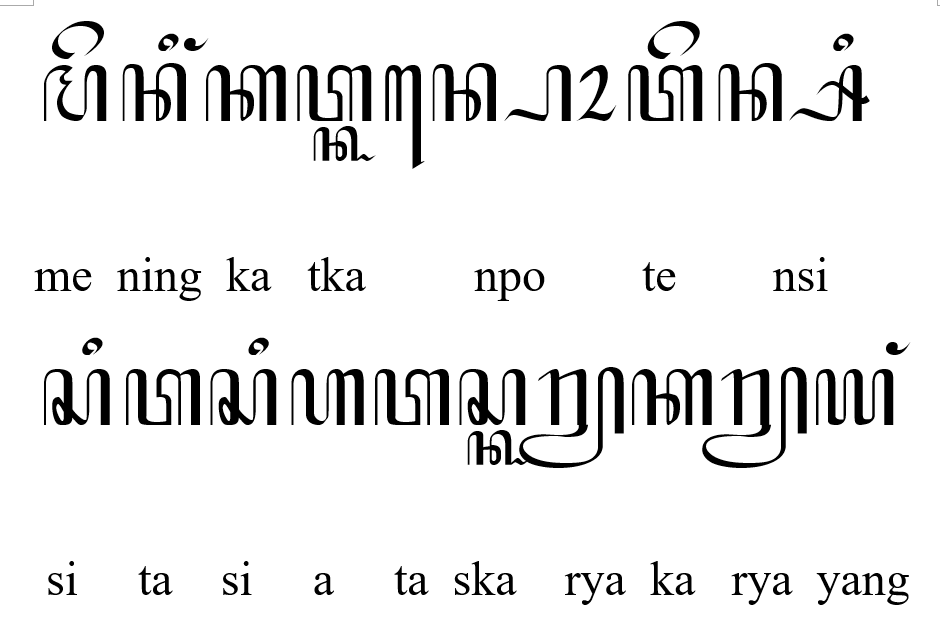 ꦩꦼꦤꦶꦁꦏꦠ꧀ꦏꦤ꧀ꦥꦺꦴꦠꦼꦤ꧀ꦱꦶ
me ning ka tka npo te nsi
ꦱꦶꦠꦱꦶꦲꦠꦱ꧀ꦏꦫꦾꦏꦫꦾꦪꦁ
si ta si a ta ska rya ka rya yang